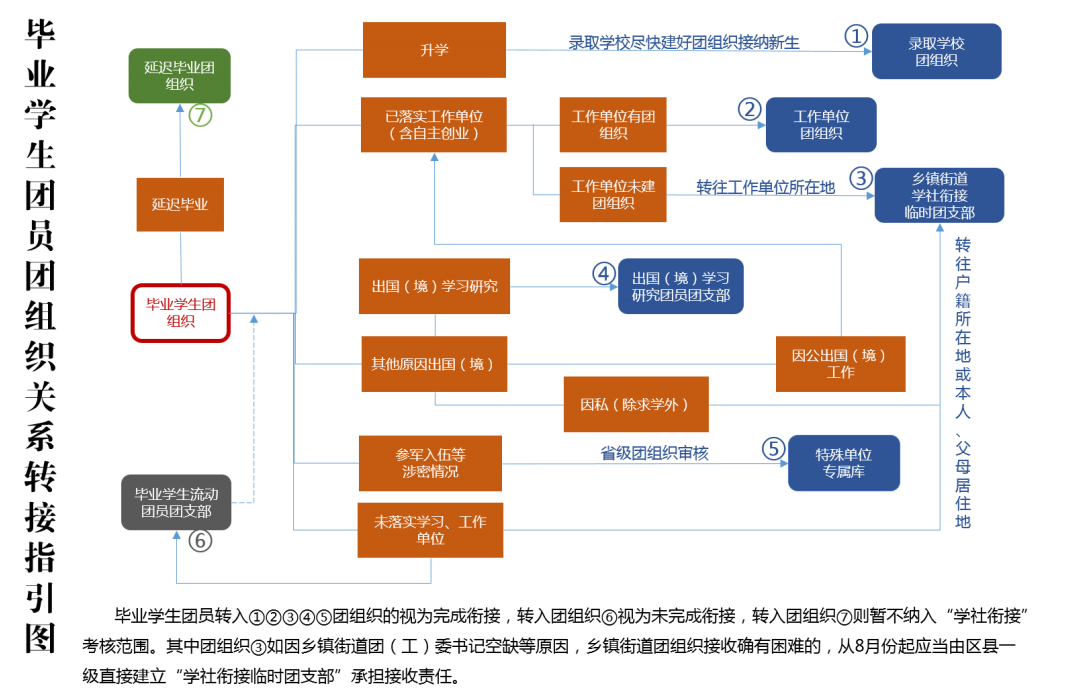 毕业学生团员团组织关系转接指引图
升学
录取学校尽快建好团组织接纳新生
①
录取学校
团组织
延迟毕业团
组织
⑦
已落实工作单位
（含自主创业）
工作单位有团
组织
②
工作单位
团组织
延迟毕业
工作单位未建
团组织
转往工作单位所在地
③
乡镇街道
学社衔接
临时团支部
毕业学生团
组织
出国（境）学习研究
④
出国（境）学习
研究团员团支部
转往户籍所在地或本人、父母居住地
其他原因出国（境）
因公出国（境）
工作
因私（除求学外）
参军入伍等
涉密情况
省级团组织审核
⑤
特殊单位
专属库
毕业学生流动
团员团支部
⑥
未落实学习、工作
单位
毕业学生团员转入①②③④⑤团组织的视为完成衔接，转入团组织⑥视为未完成衔接，转入团组织⑦则暂不纳入“学社衔接”
考核范围。其中团组织③如因乡镇街道团（工）委书记空缺等原因，乡镇街道团组织接收确有困难的，从8月份起应当由区县一
级直接建立“学社衔接临时团支部”承担接收责任。